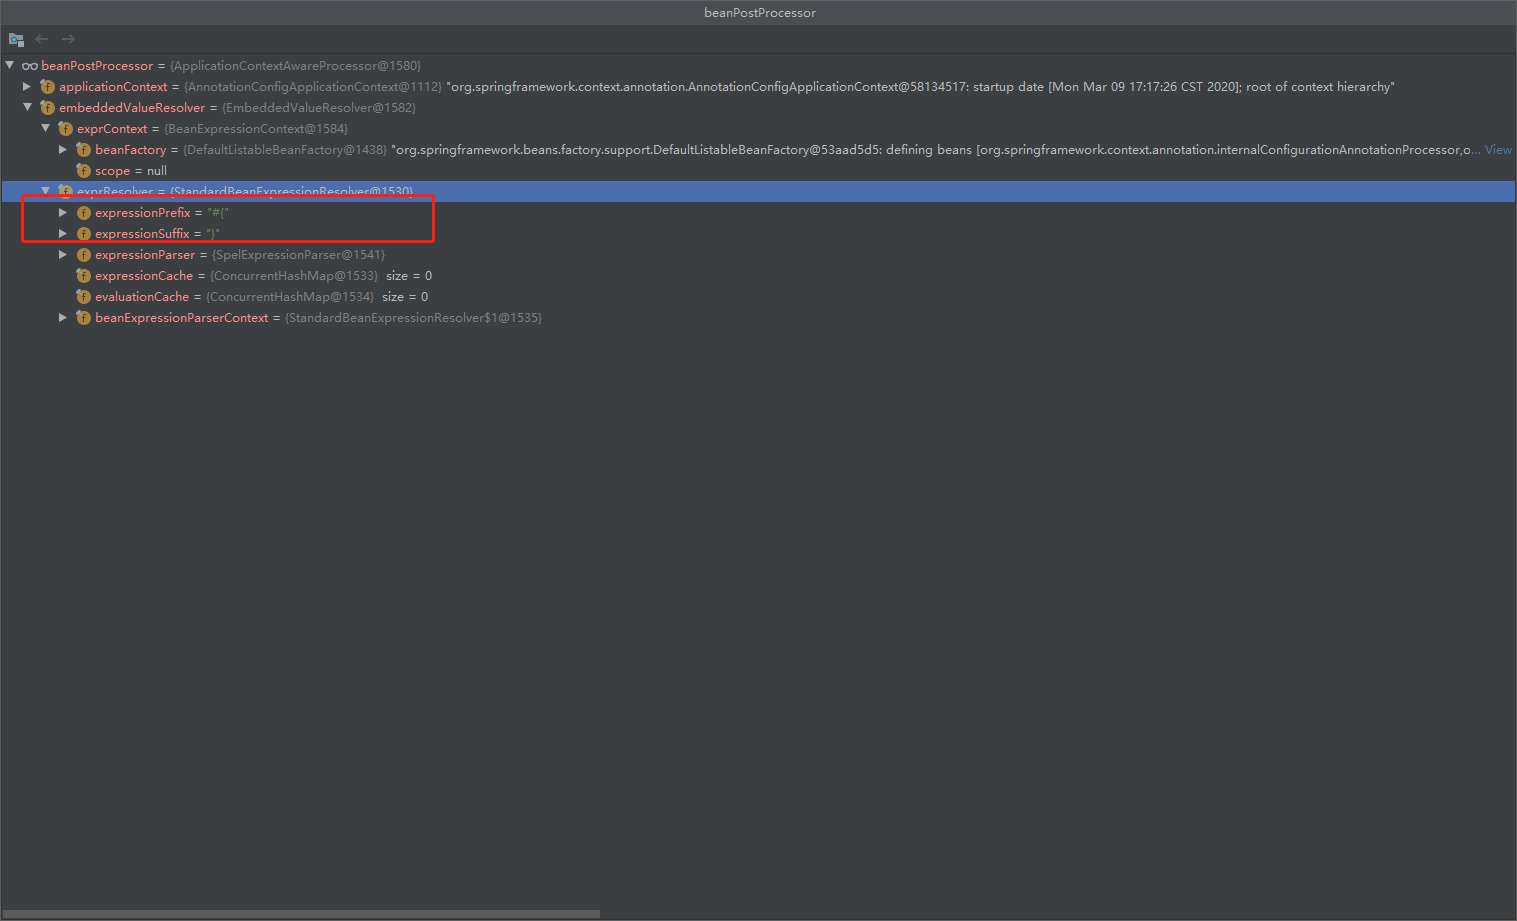 beanPostProcessor
beanPostProcessor = {ApplicationContextAwareProcessor@1580}
applicationContext = {AnnotationConfigApplicationContext@1112} "org.springframework.context.annotation.AnnotationConfigApplicationContext@58134517: startup date [Mon Mar 09 17:17:26 CST 2020]; root of context hierarchy"
embeddedValueResolver = {EmbeddedValueResolver@1582}
exprContext = {BeanExpressionContext@1584}
beanFactory = {DefaultListableBeanFactory@1438} "org.springframework.beans.factory.support.DefaultListableBeanFactory@53aad5d5: defining beans [org.springframework.context.annotation.internalConfigurationAnnotationProcessor,o... View
scope = null
exprResolver = {StandardBeanExpressionResolver@1530}
expressionPrefix = "#{"
expressionSuffix = "}"
expressionParser = {SpelExpressionParser@1541}
expressionCache = {ConcurrentHashMap@1533} size = 0
evaluationCache = {ConcurrentHashMap@1534} size = 0
beanExpressionParserContext = {StandardBeanExpressionResolver$1@1535}